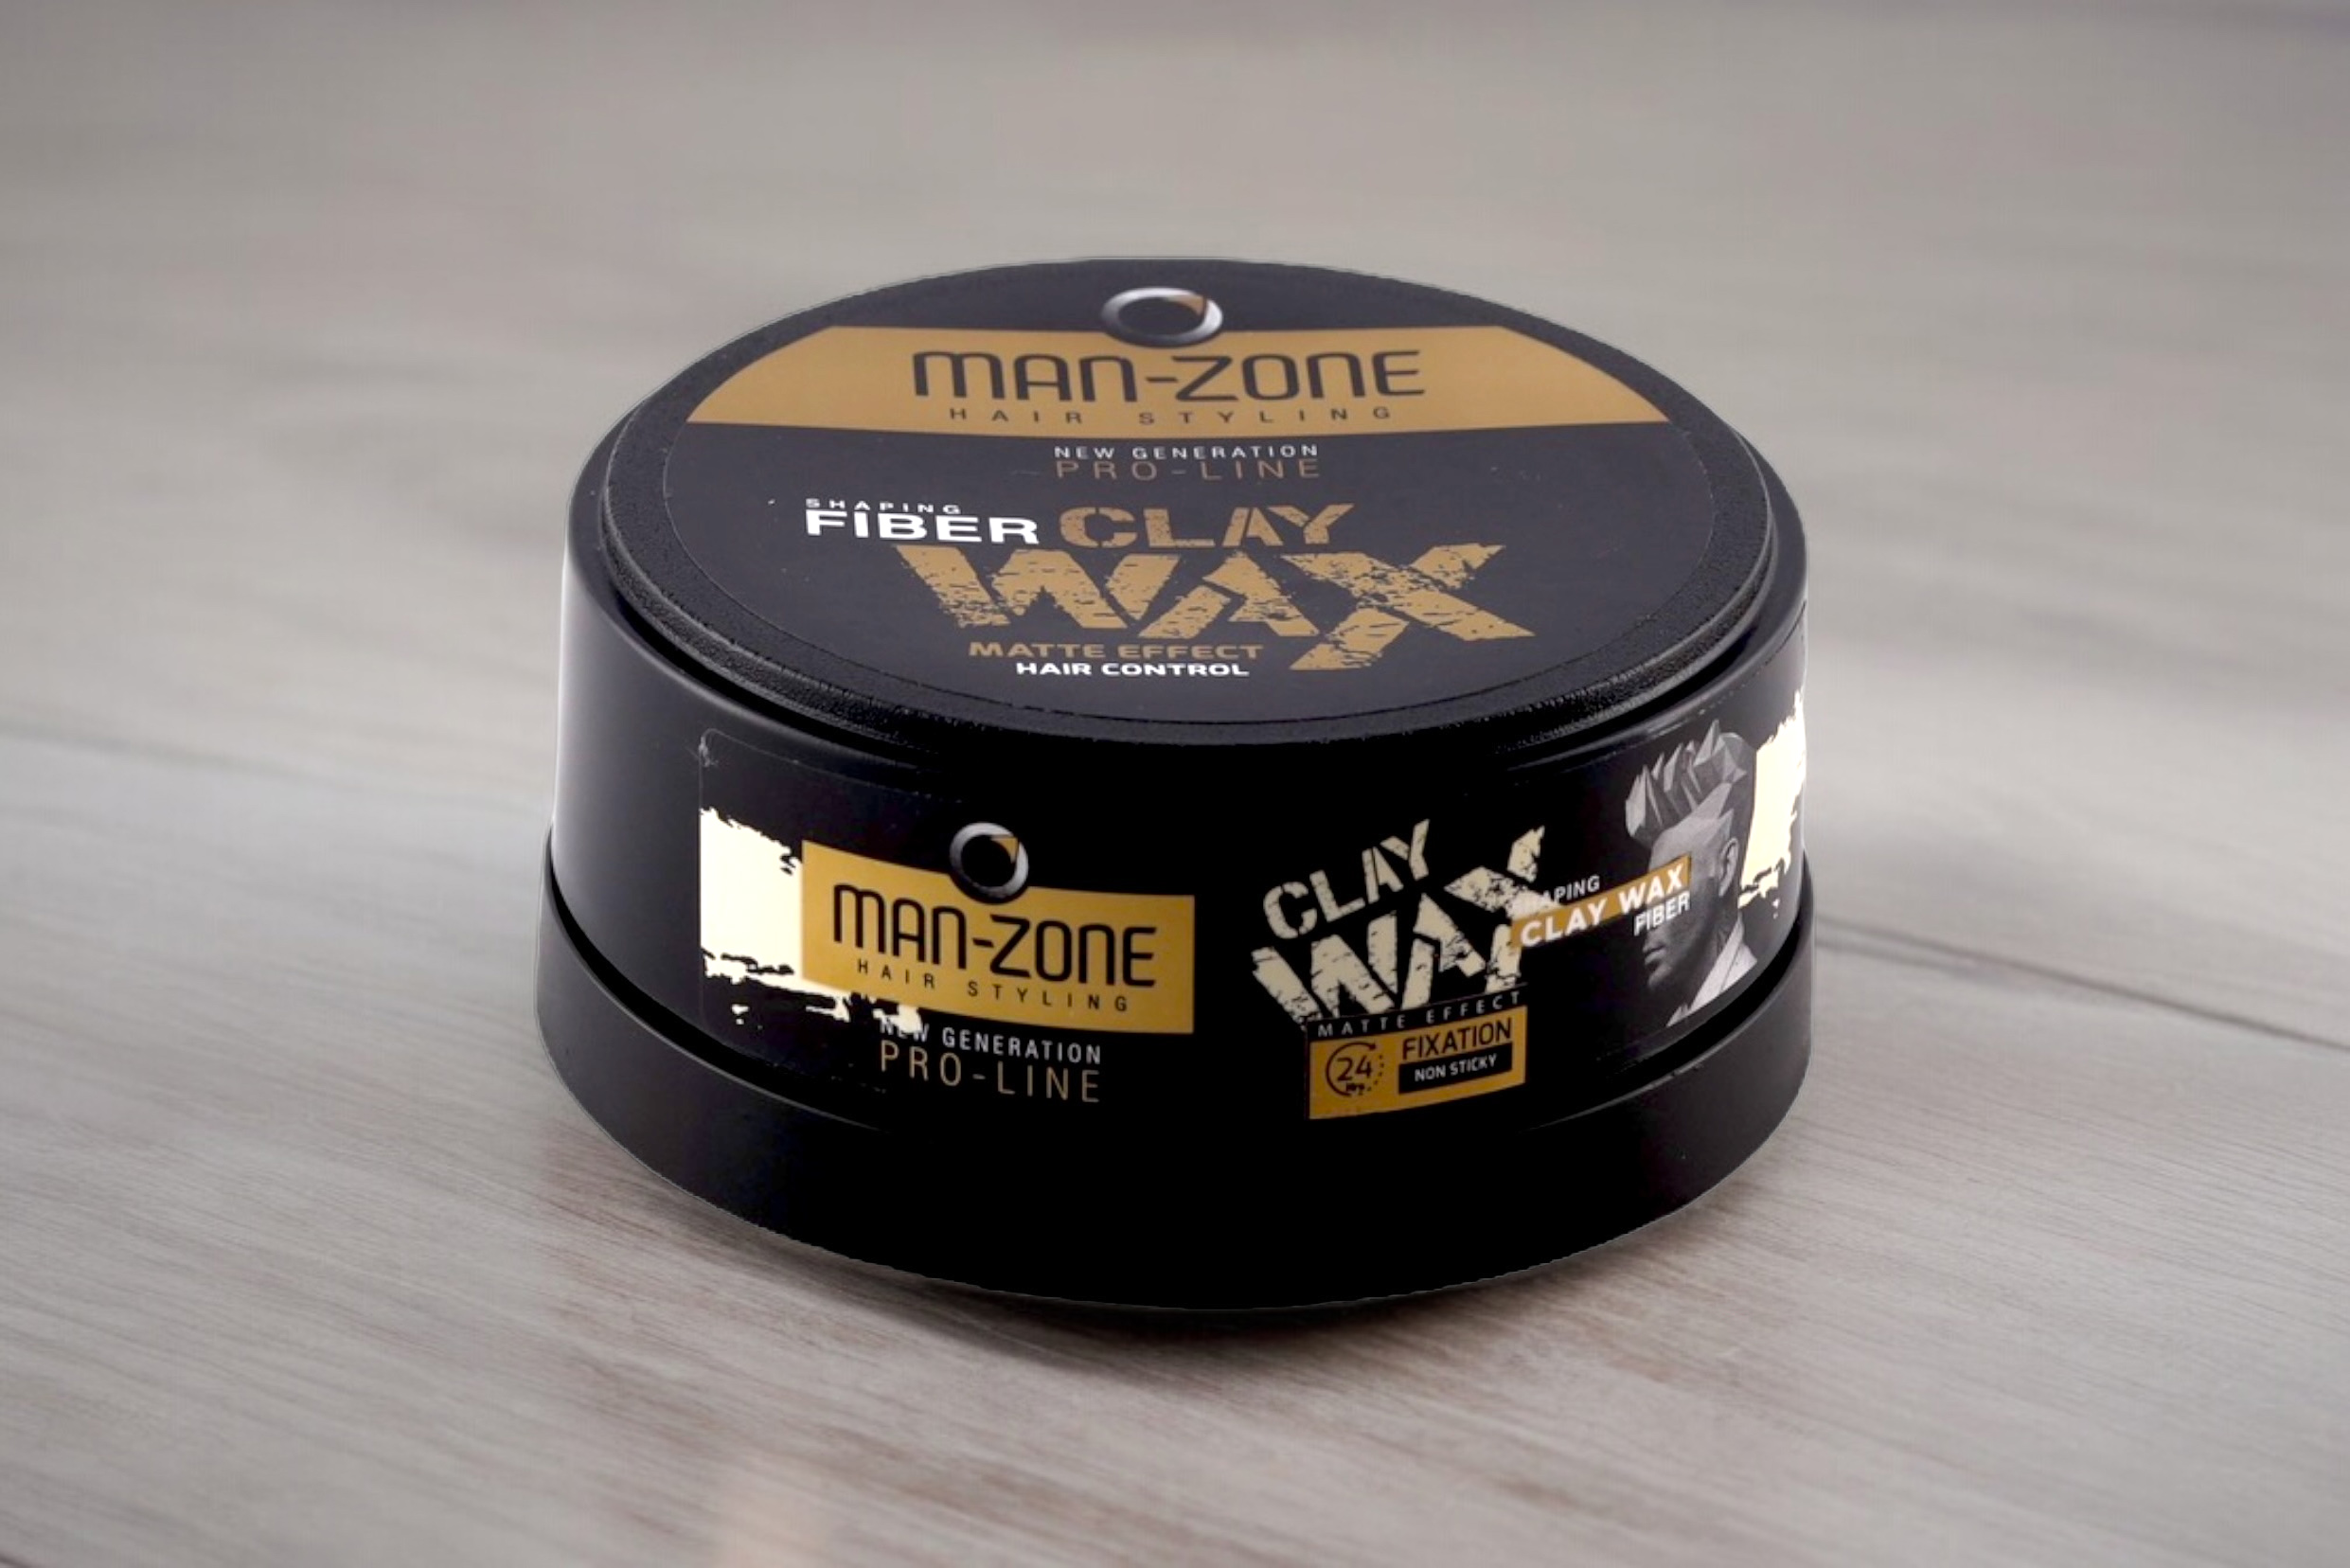 MAN-ZONE
HAIR STYLING
NEW GENERATION
PRO-LINE
SHAPING
FIBER CLAY
WAX
MATTE EFFECT
HAIR CONTROL
MAN-ZONE
HAIR STYLING
NEW GENERATION
PRO-LINE
CLAY
WAX
MATTE EFFECT
24
Hrs.
FIXATION
NON STICKY
CLAY WAX
FIBER